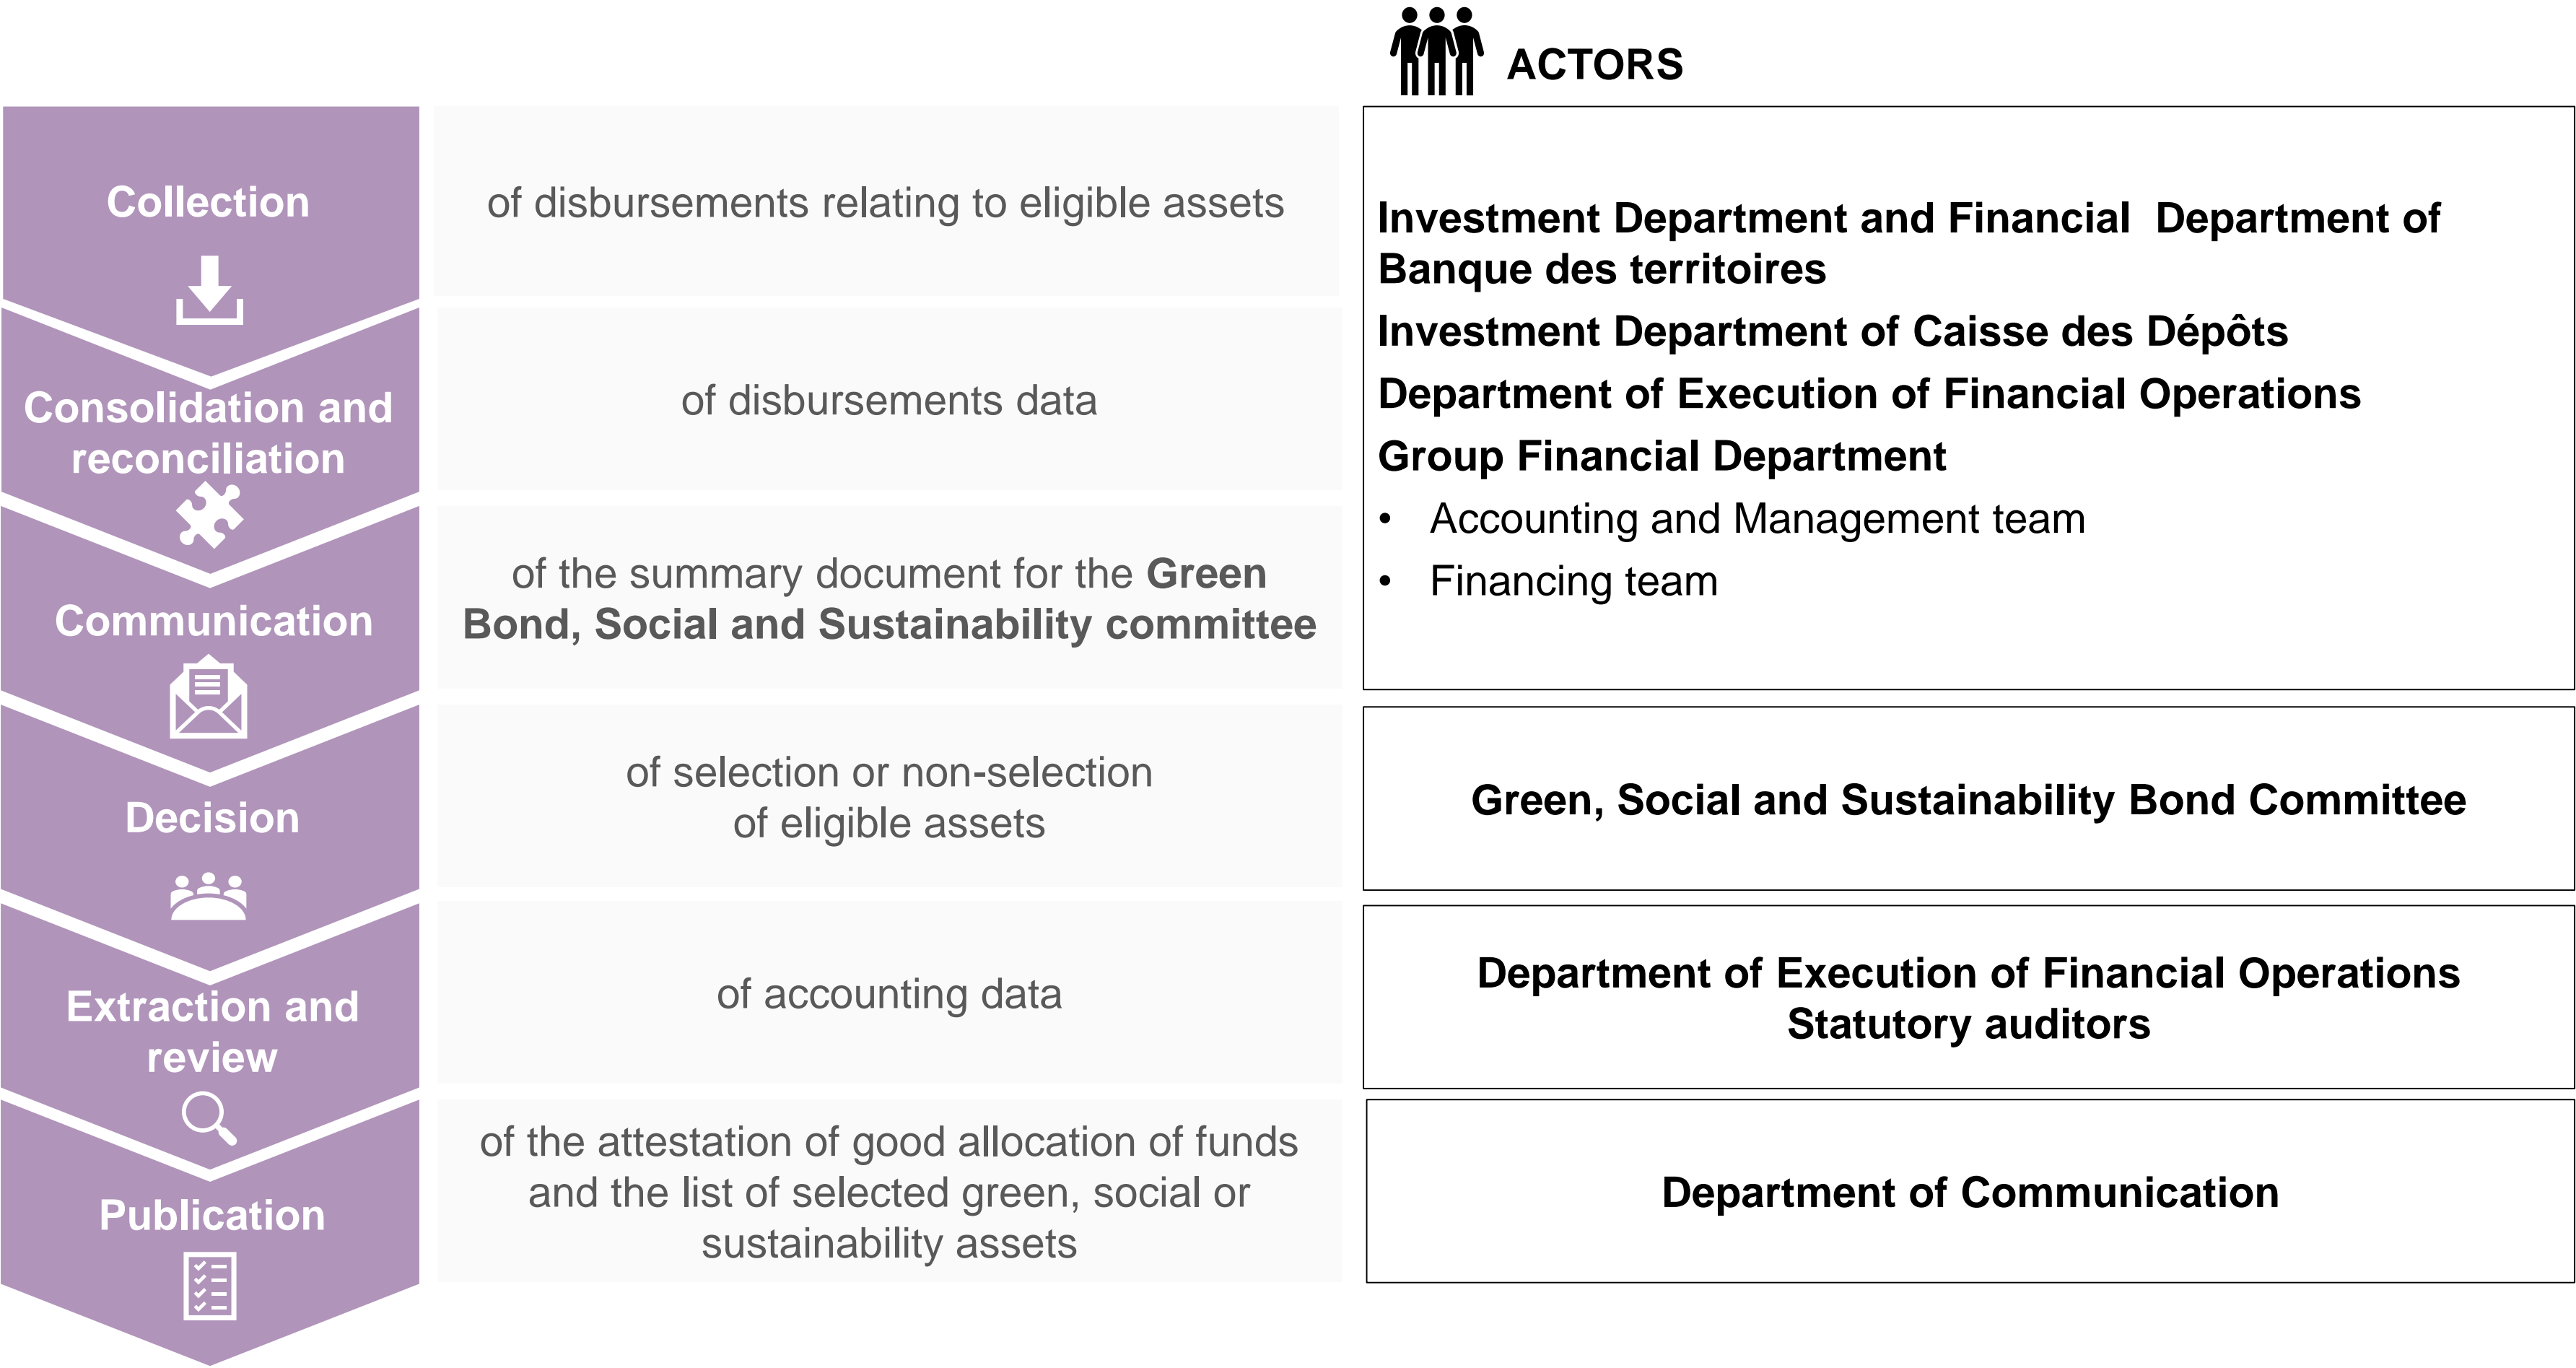 ACTORS
Collection
of disbursements relating to eligible assets
Investment Department and Financial  Department of
Banque des territoires
Investment Department of Caisse des Dépôts
Department of Execution of Financial Operations
Group Financial Department
• Accounting and Management team
• Financing team
Consolidation and
reconciliation
of disbursements data
Communication
of the summary document for the Green
Bond, Social and Sustainability committee
Decision
of selection or non-selection
of eligible assets
Green, Social and Sustainability Bond Committee
Extraction and
review
of accounting data
Department of Execution of Financial Operations
Statutory auditors
Publication
of the attestation of good allocation of funds
and the list of selected green, social or
sustainability assets
Department of Communication